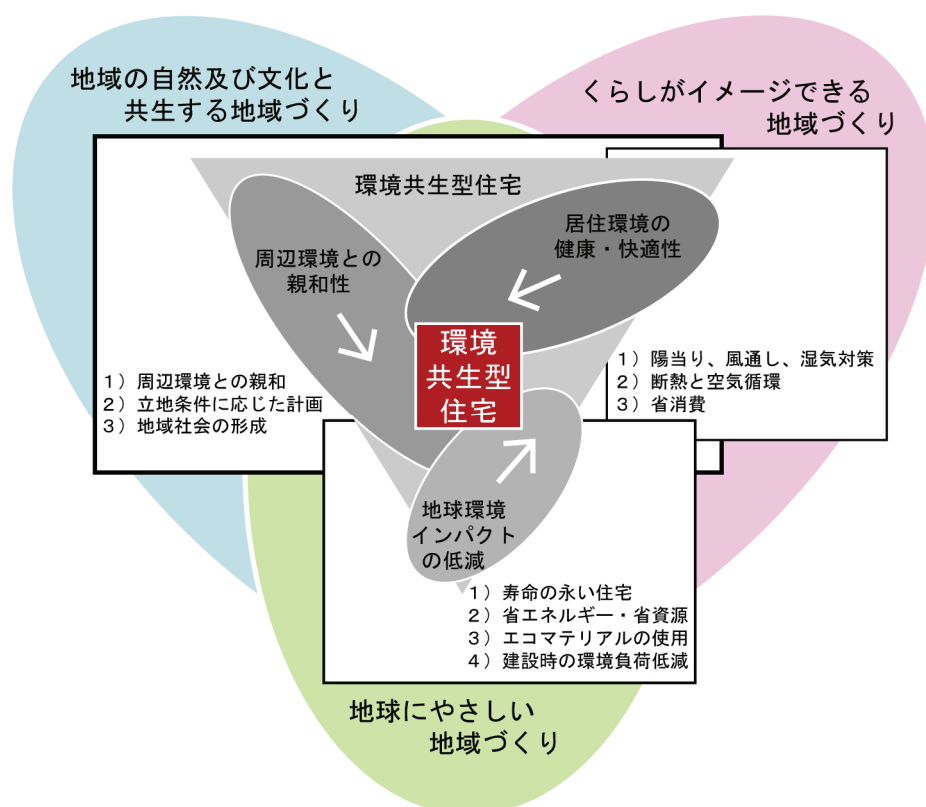 地域の自然及び文化と
共生する地域づくり
くらしがイメージできる
地域づくり
環境共生型住宅
周辺環境との
親和性
居住環境の
健康・快適性
環境
共生型
住宅
1）周辺環境との親和
2）立地条件に応じた計画
3）地域社会の形成
1）陽当り、風通し、湿気対策
2）断熱と空気循環
3）省消費
地球環境
インパクト
の低減
1）寿命の永い住宅
2）省エネルギー・省資源
3）エコマテリアルの使用
4）建設時の環境負荷低減
地球にやさしい
地域づくり